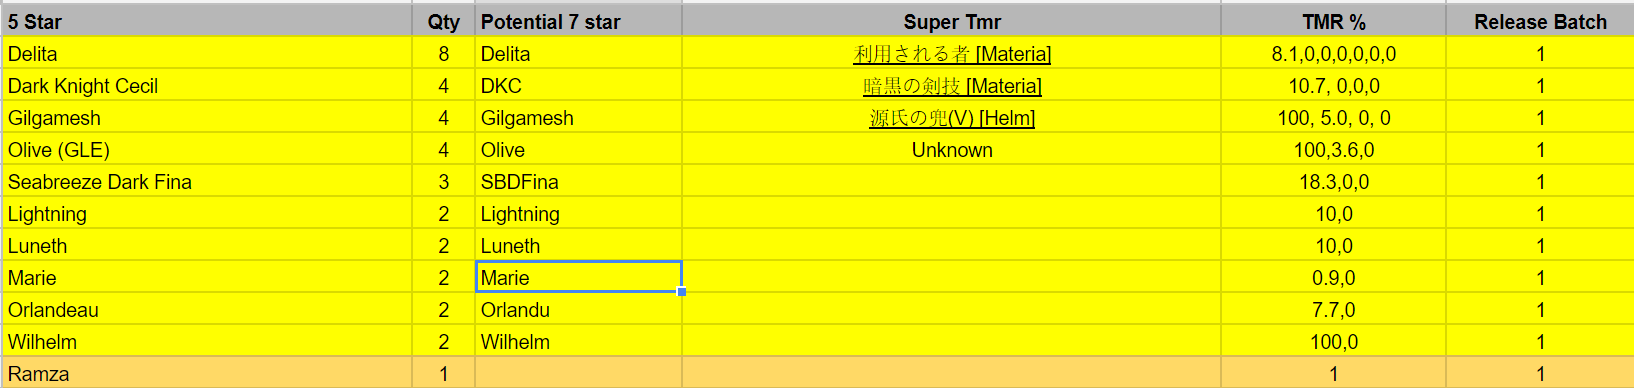 5 Star Qty Potential 7 star Super Tmr TMR % Release Batch
Delita 8 Delita 利用される者 [Materia] 8.1,0,0,0,0,0,0 1
Dark Knight Cecil 4 DKC 暗黒の剣技 [Materia] 10.7, 0,0,0 1
Gilgamesh 4 Gilgamesh 源氏の兜(V) [Helm] 100, 5.0, 0, 0 1
Olive (GLE) 4 Olive Unknown 100,3.6,0 1
Seabreeze Dark Fina 3 SBDFina 18.3,0,0 1
Lightning 2 Lightning 10,0 1
Luneth 2 Luneth 10,0 1
Marie 2 Marie 0.9,0 1
Orlandeau 2 Orlandu 7.7,0 1
Wilhelm 2 Wilhelm 100,0 1
Ramza 1 1 1